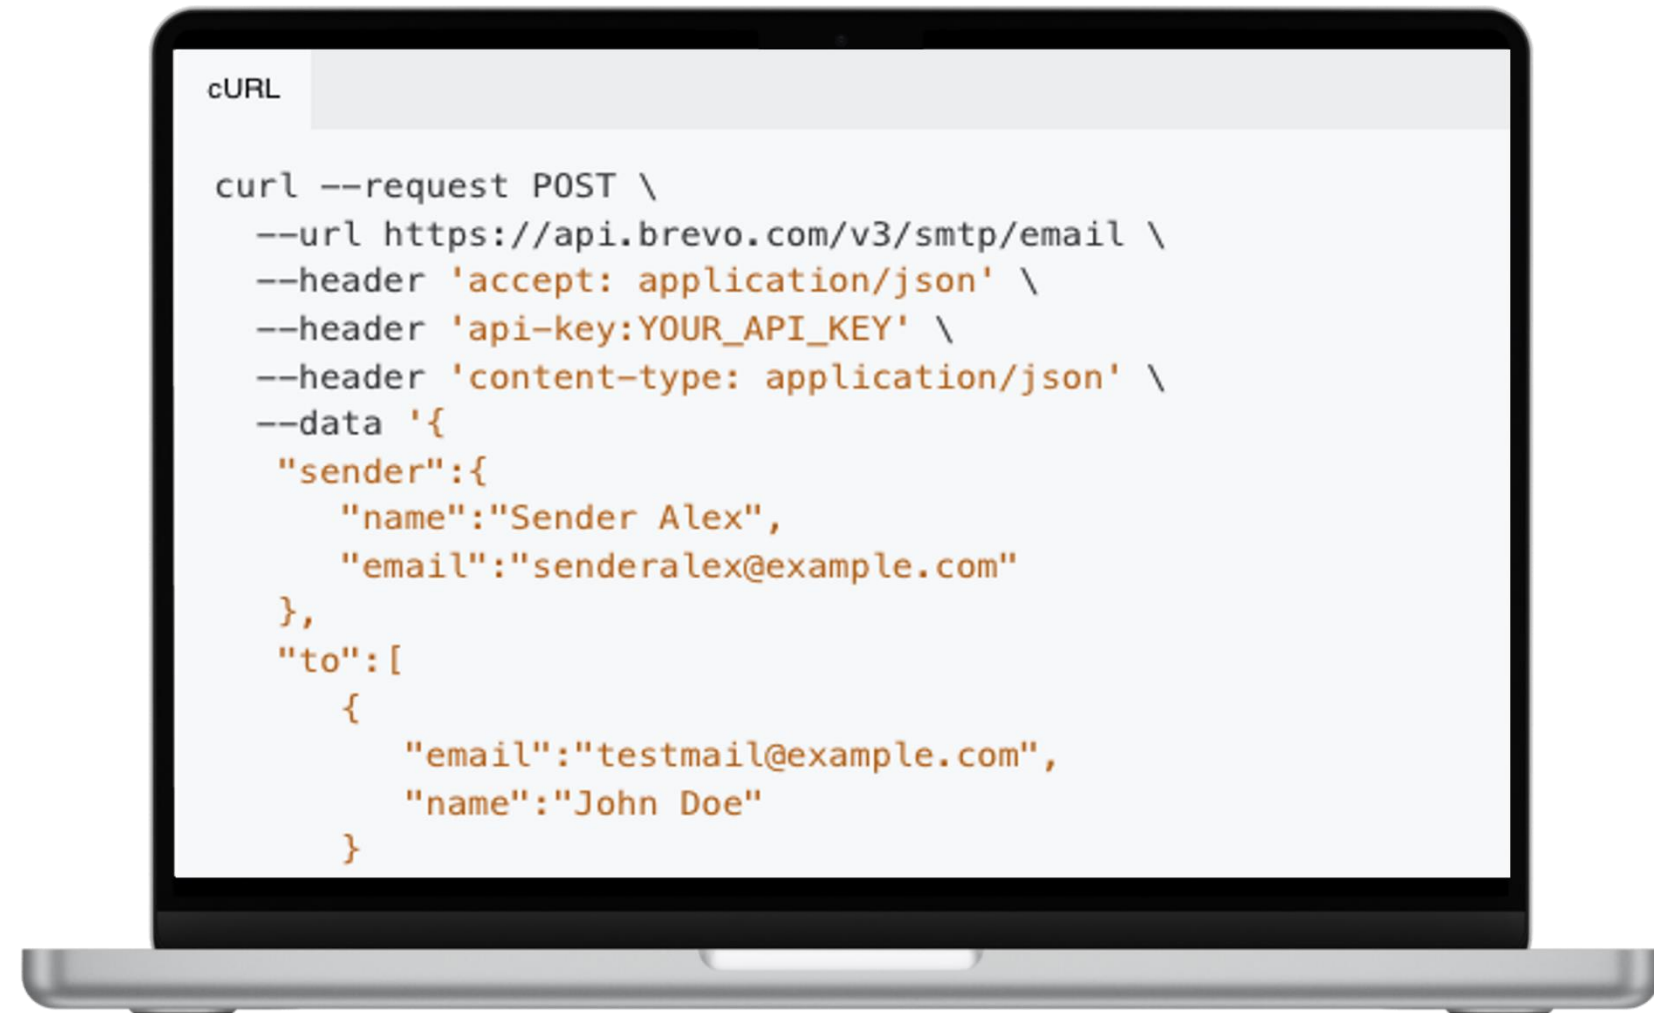 cURL
curl --request POST \
  --url https://api.brevo.com/v3/smtp/email \
  --header 'accept: application/json' \
  --header 'api-key:YOUR_API_KEY' \
  --header 'content-type: application/json' \
  --data '{
   "sender":{
      "name":"Sender Alex",
      "email":"senderalex@example.com"
   },
   "to":[
      {
         "email":"testmail@example.com",
         "name":"John Doe"
      }